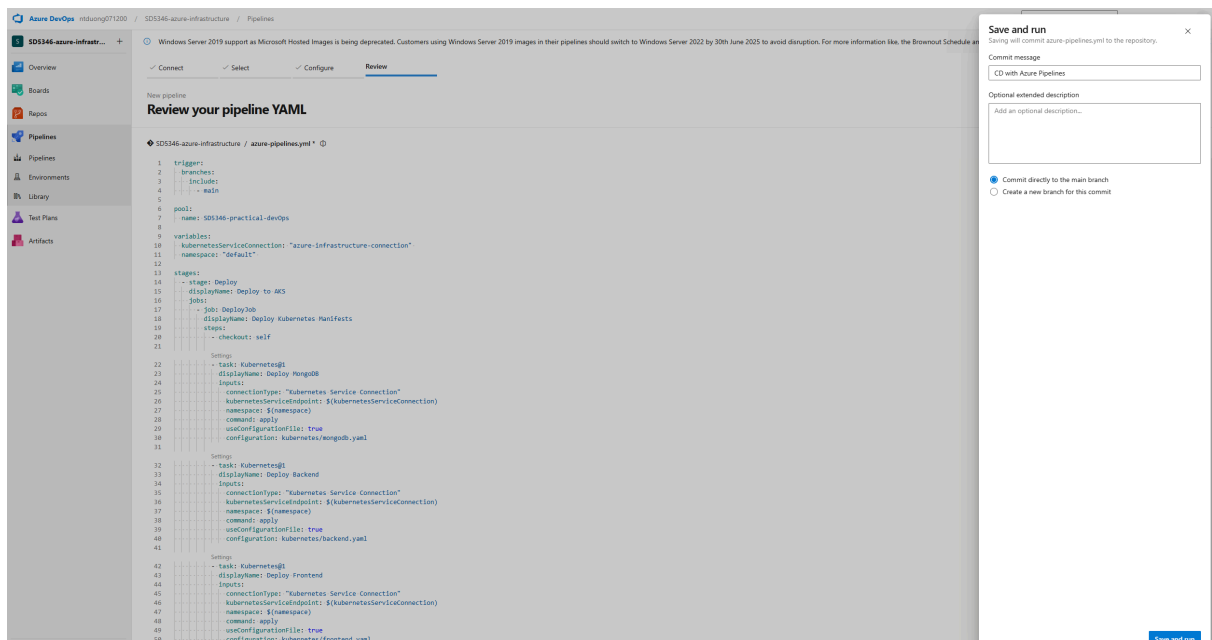 Azure DevOps ntduong071200 / SD5346-azure-infrastructure / Pipelines
S SD5346-azure-infrastr... +
Overview
Boards
Repos
Pipelines
Pipelines
Environments
Library
Test Plans
Artifacts
Windows Server 2019 support as Microsoft Hosted Images is being deprecated. Customers using Windows Server 2019 images in their pipelines should switch to Windows Server 2022 by 30th June 2025 to avoid disruption. For more information like, the Brownout Schedule an
Connect Select Configure Review
New pipeline
Review your pipeline YAML
SD5346-azure-infrastructure / azure-pipelines.yml *
1 trigger:
2 branches:
3 include:
4 - main
5
6 pool:
7 name: SD5346-practical-devOps
8
9 variables:
10 kubernetesServiceConnection: "azure-infrastructure-connection"
11 namespace: "default"
12
13 stages:
14 - stage: Deploy
15 displayName: Deploy to AKS
16 jobs:
17 - job: DeployJob
18 displayName: Deploy Kubernetes Manifests
19 steps:
20 - checkout: self
21
Settings
22 - task: Kubernetes@1
23 displayName: Deploy MongoDB
24 inputs:
25 connectionType: "Kubernetes Service Connection"
26 kubernetesServiceEndpoint: $(kubernetesServiceConnection)
27 namespace: $(namespace)
28 command: apply
29 useConfigurationFile: true
30 configuration: kubernetes/mongodb.yaml
31
Settings
32 - task: Kubernetes@1
33 displayName: Deploy Backend
34 inputs:
35 connectionType: "Kubernetes Service Connection"
36 kubernetesServiceEndpoint: $(kubernetesServiceConnection)
37 namespace: $(namespace)
38 command: apply
39 useConfigurationFile: true
40 configuration: kubernetes/backend.yaml
41
Settings
42 - task: Kubernetes@1
43 displayName: Deploy Frontend
44 inputs:
45 connectionType: "Kubernetes Service Connection"
46 kubernetesServiceEndpoint: $(kubernetesServiceConnection)
47 namespace: $(namespace)
48 command: apply
49 useConfigurationFile: true
50 configuration: kubernetes/frontend.yaml
Save and run
Saving will commit azure-pipelines.yml to the repository.
Commit message
CD with Azure Pipelines
Optional extended description
Add an optional description...
Commit directly to the main branch
Create a new branch for this commit
Save and run